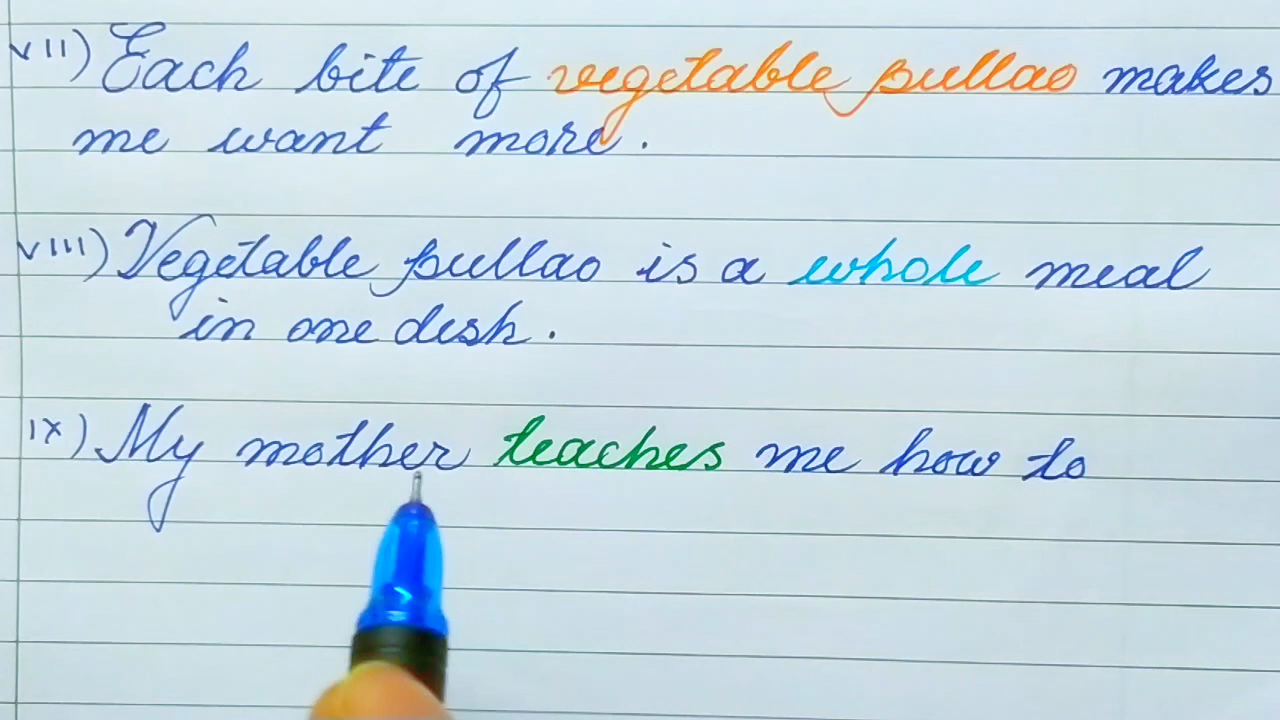 vii) Each bite of vegetable pullao makes
me want more.
viii) Vegetable pullao is a whole meal
in one desh.
ix) My mother teaches me how to